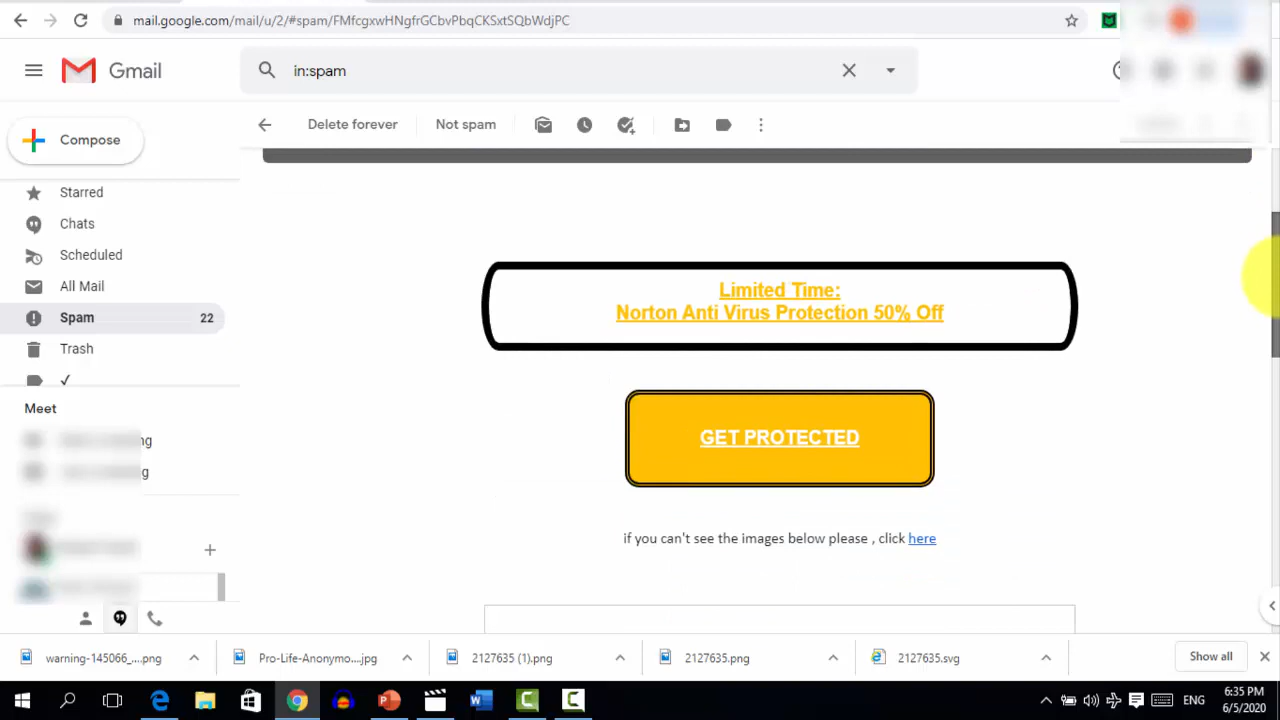 mail.google.com/mail/u/2/#spam/FMfcgxwHNgfrGCbvPbqCKSxtSQbWdjPC
Gmail
in:spam
Compose
Delete forever
Not spam
Starred
Chats
Scheduled
All Mail
Spam 22
Trash
Meet
Limited Time:
Norton Anti Virus Protection 50% Off
GET PROTECTED
if you can't see the images below please , click here
warning-145066_....png
Pro-Life-Anonymo....jpg
2127635 (1).png
2127635.png
2127635.svg
Show all
ENG
6:35 PM
6/5/2020